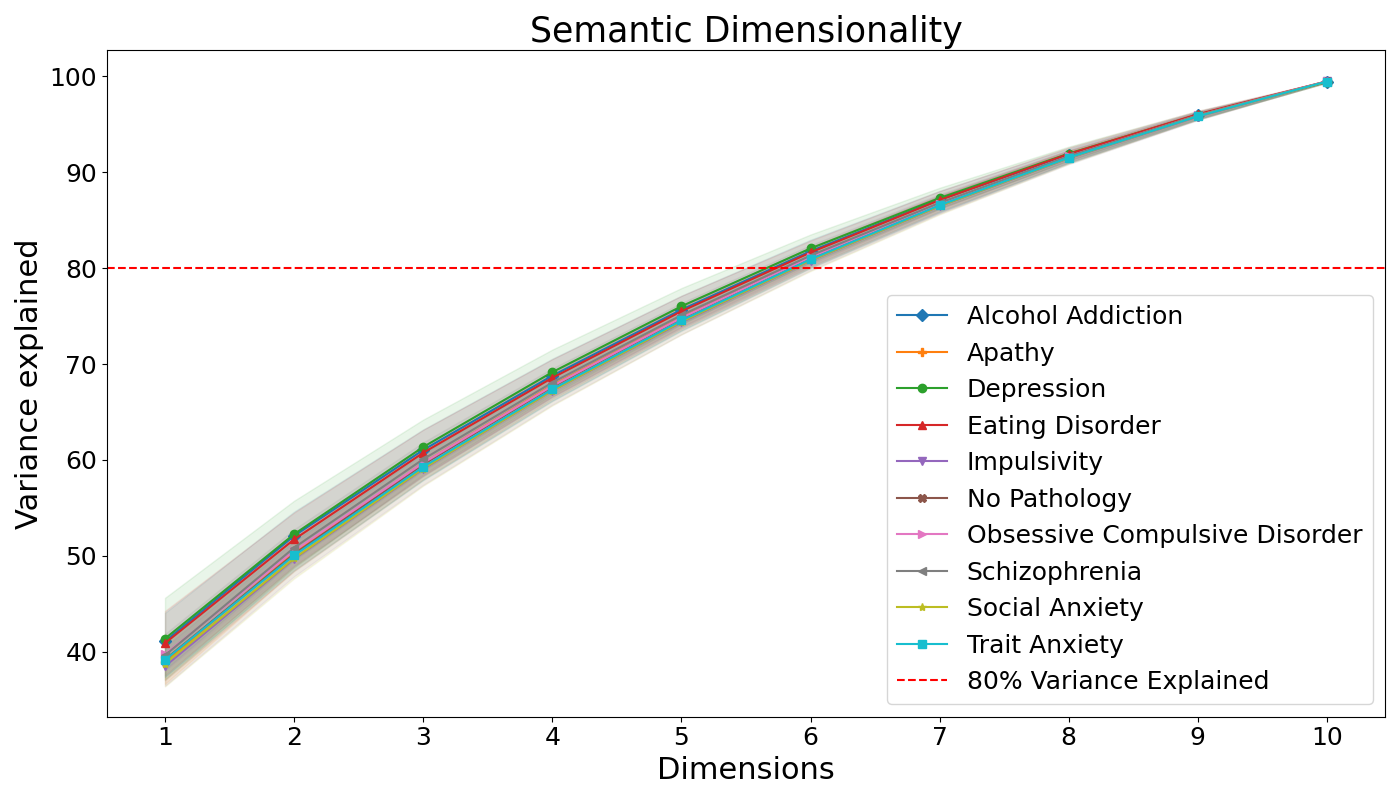 Semantic Dimensionality
Variance explained
100
90
80
70
60
50
40
Alcohol Addiction
Apathy
Depression
Eating Disorder
Impulsivity
No Pathology
Obsessive Compulsive Disorder
Schizophrenia
Social Anxiety
Trait Anxiety
80% Variance Explained
1 2 3 4 5 6 7 8 9 10
Dimensions